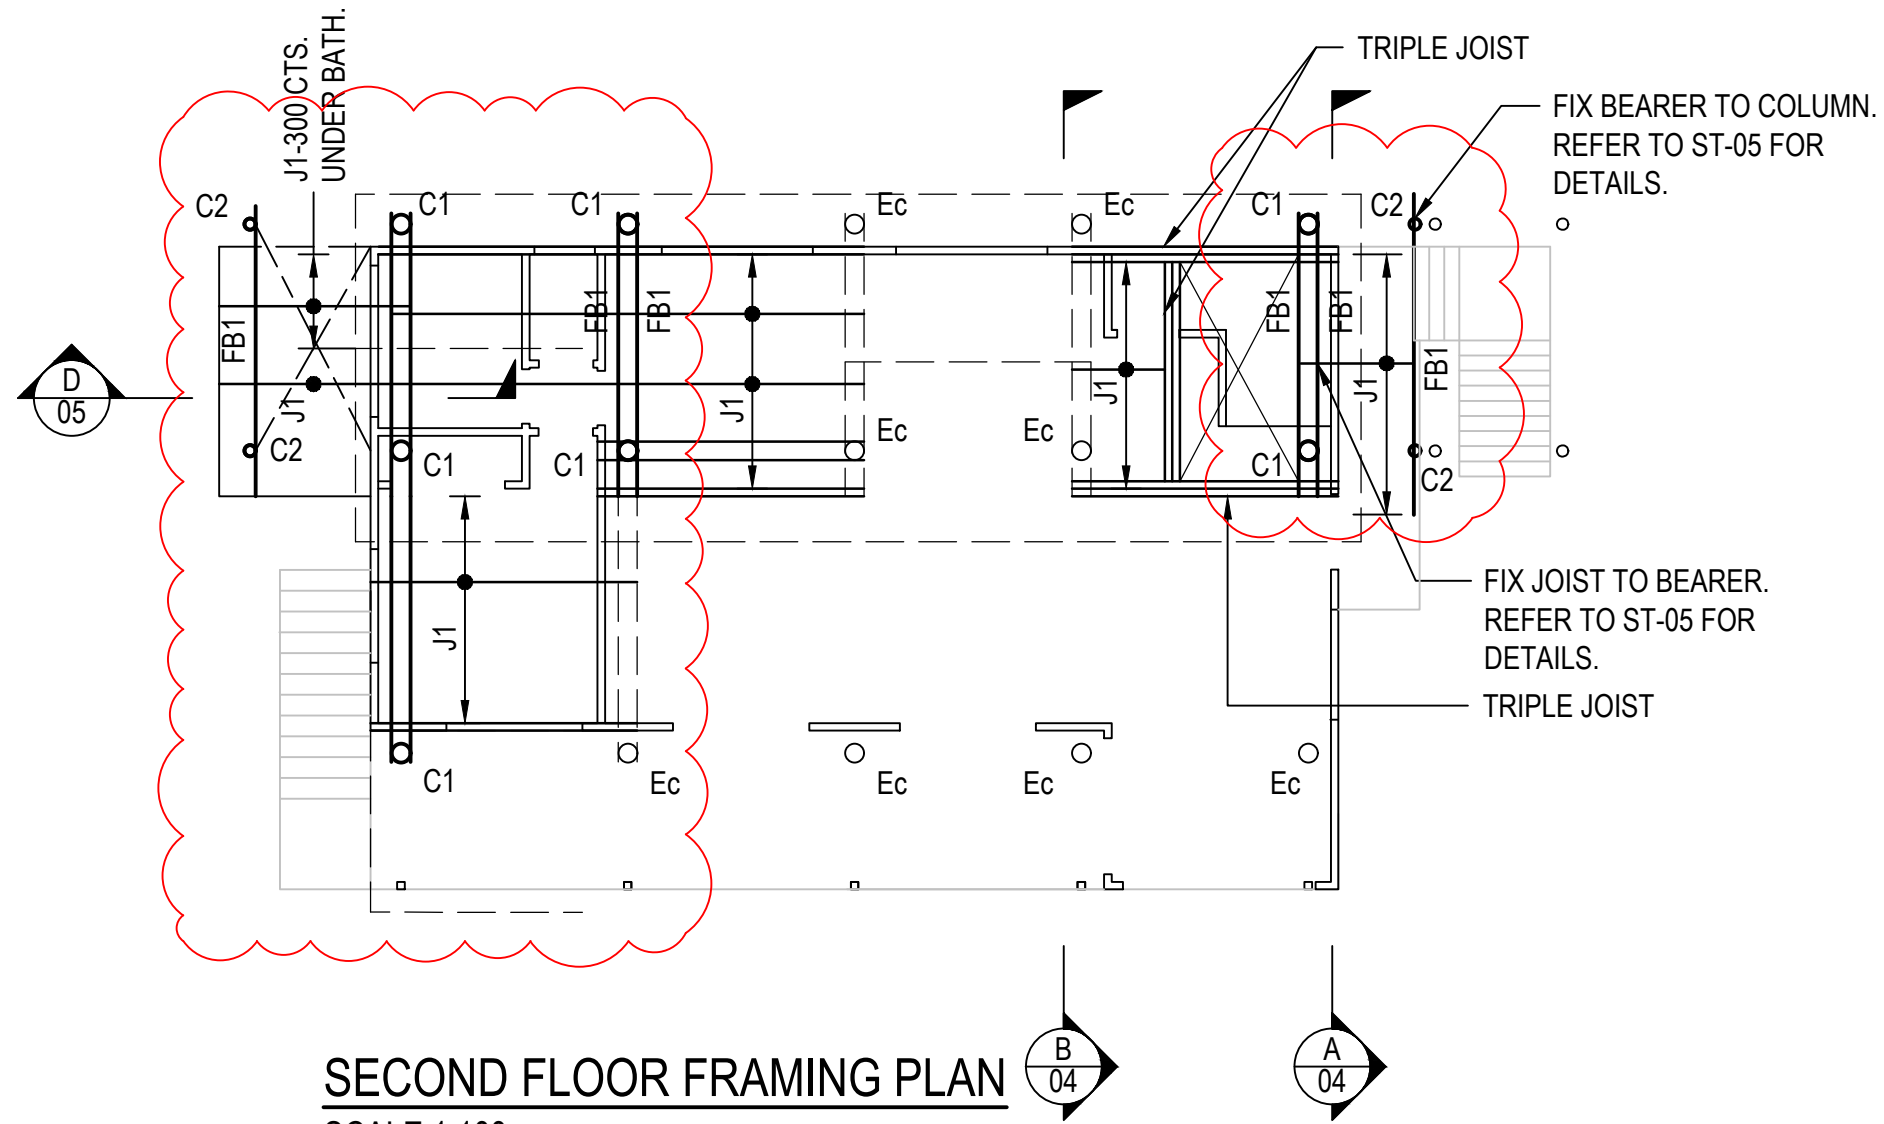 J1-300 CTS.
UNDER BATH.
TRIPLE JOIST
FIX BEARER TO COLUMN.
REFER TO ST-05 FOR
DETAILS.
C2
C1
C1
Ec
Ec
C1
C2
FB1
FB1
FB1
FB1
FB1
FB1
D
05
J1
J1
J1
J1
C2
C1
C1
Ec
Ec
C1
C2
J1
FIX JOIST TO BEARER.
REFER TO ST-05 FOR
DETAILS.
TRIPLE JOIST
C1
Ec
Ec
Ec
Ec
SECOND FLOOR FRAMING PLAN
B
04
A
04